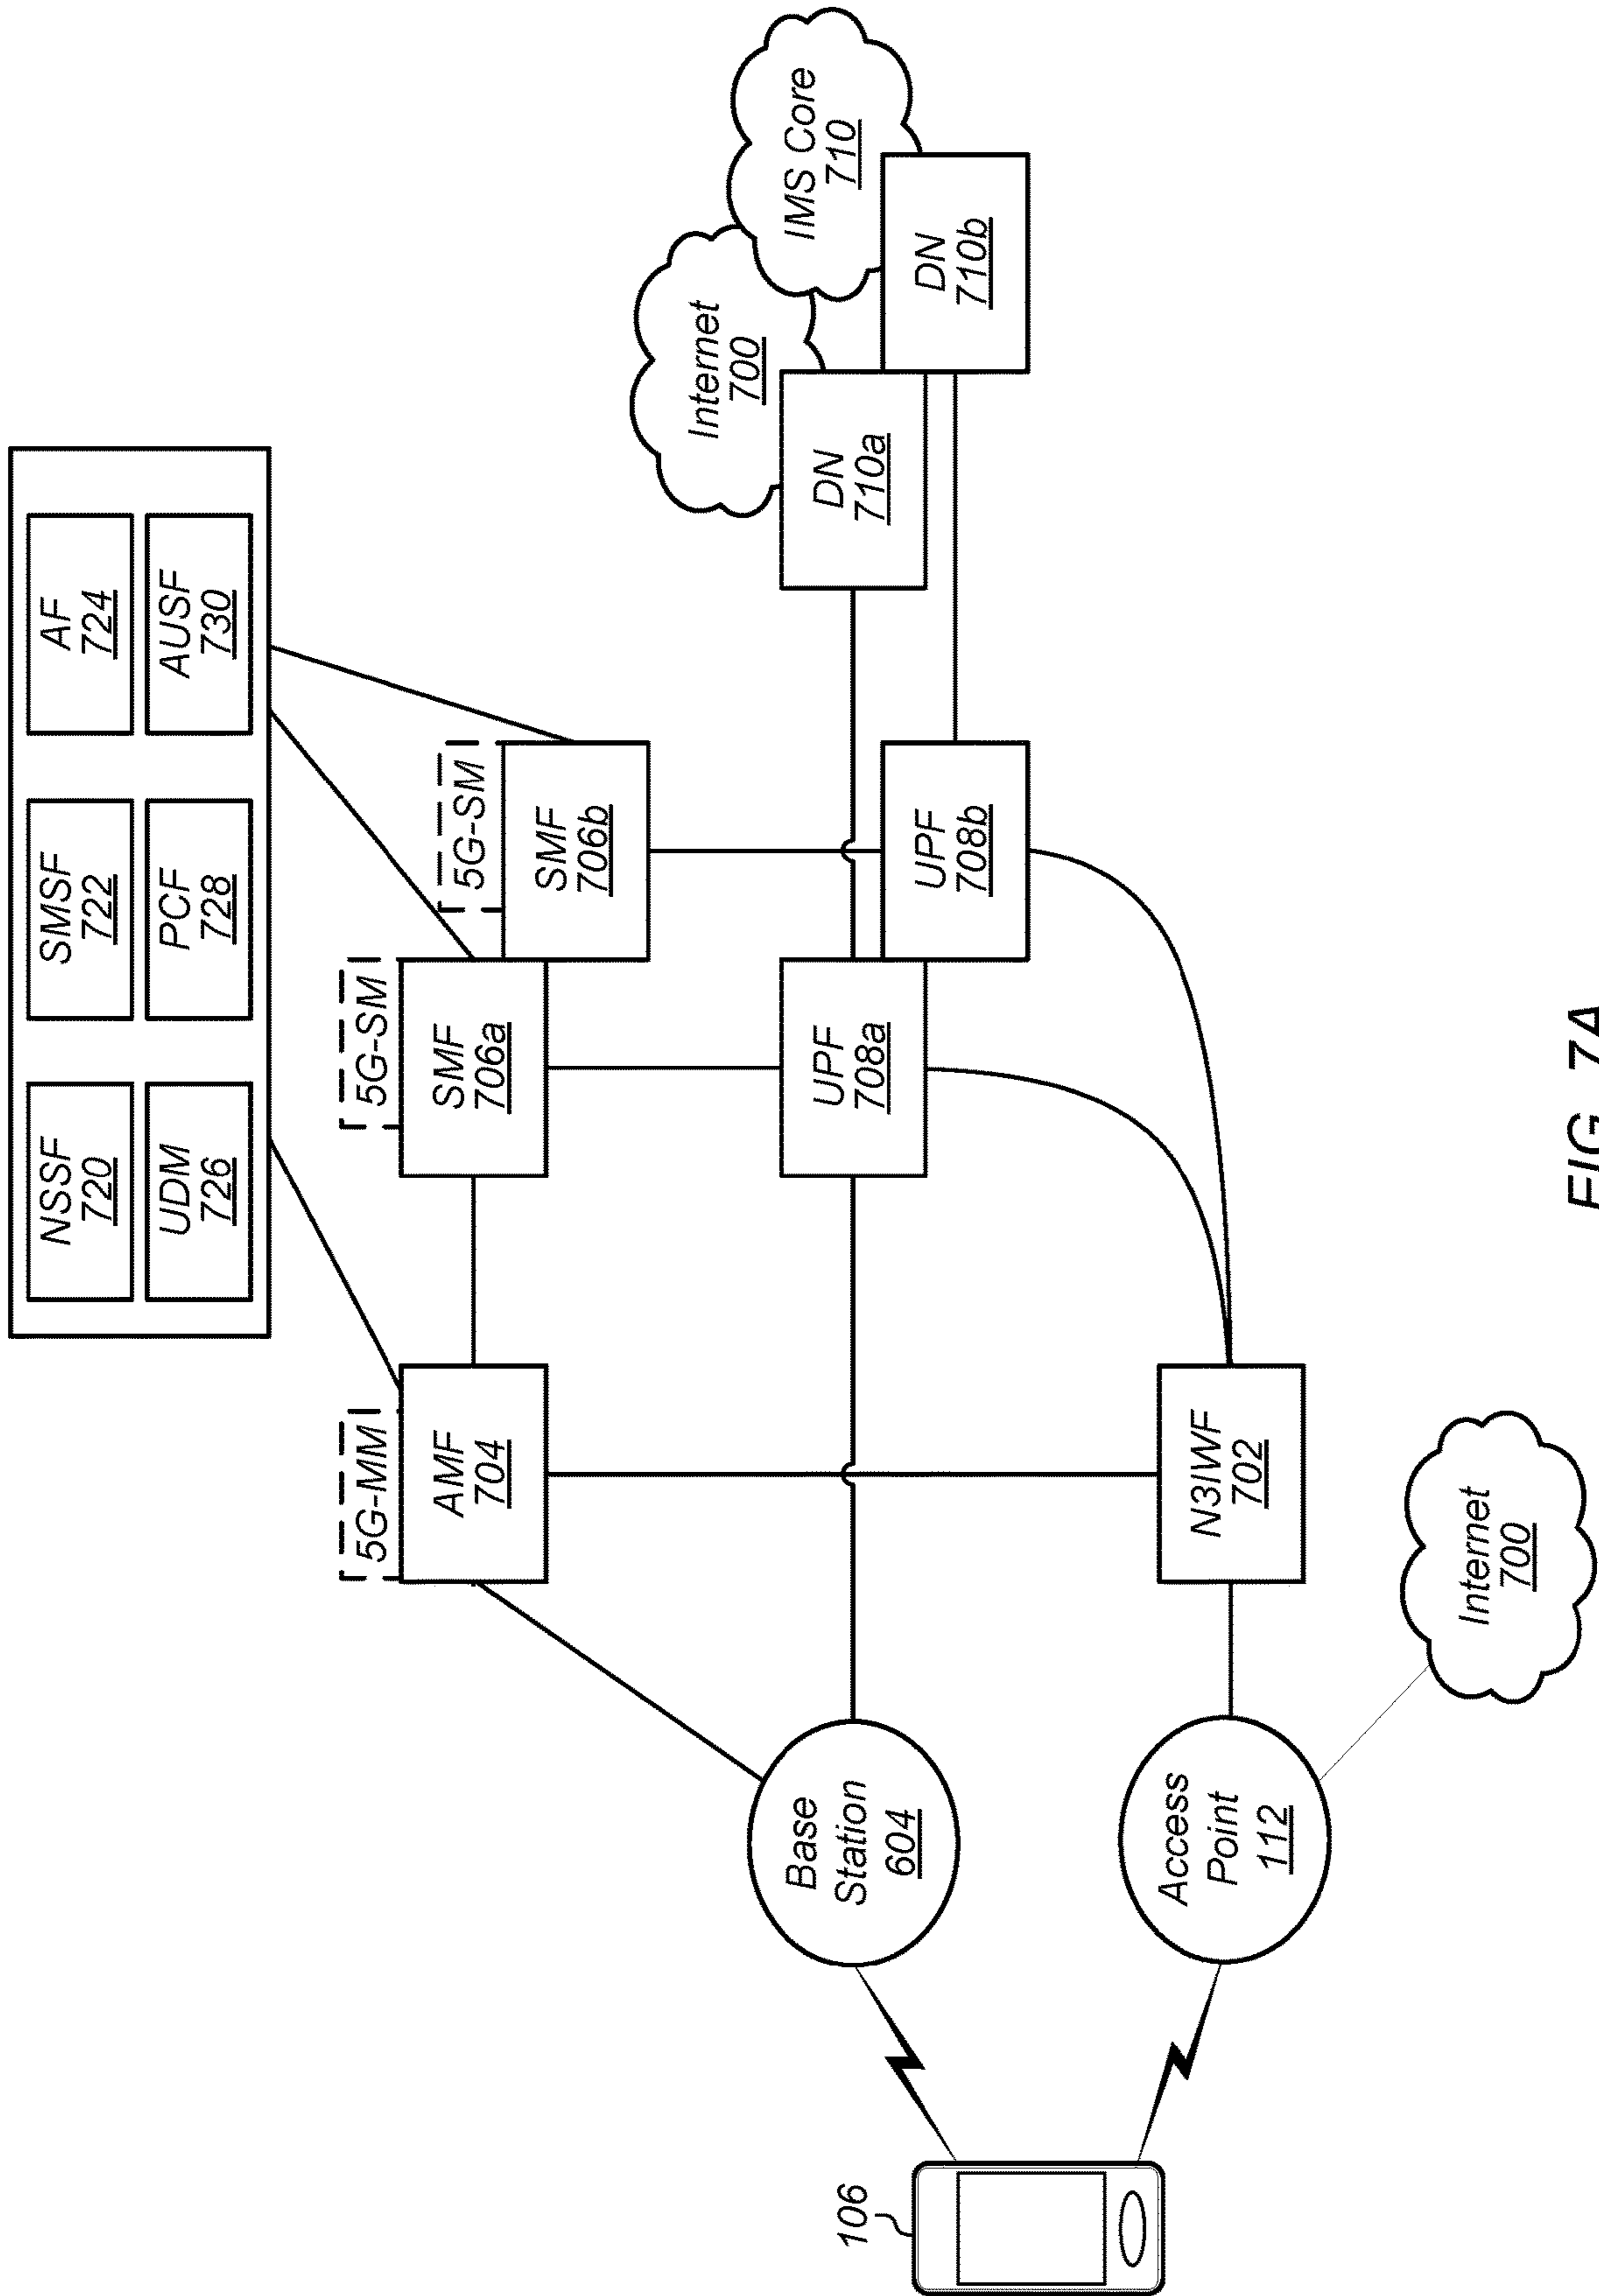 NSSF
720
SMSF
722
AF
724
UDM
726
PCF
728
AUSF
730
5G-MM
AMF
704
5G-SM
SMF
706a
5G-SM
SMF
706b
Internet
700
IMS Core
710
106
Base
Station
604
UPF
708a
UPF
708b
DN
710a
DN
710b
Access
Point
112
N3IWF
702
Internet
700
FIG. 7A